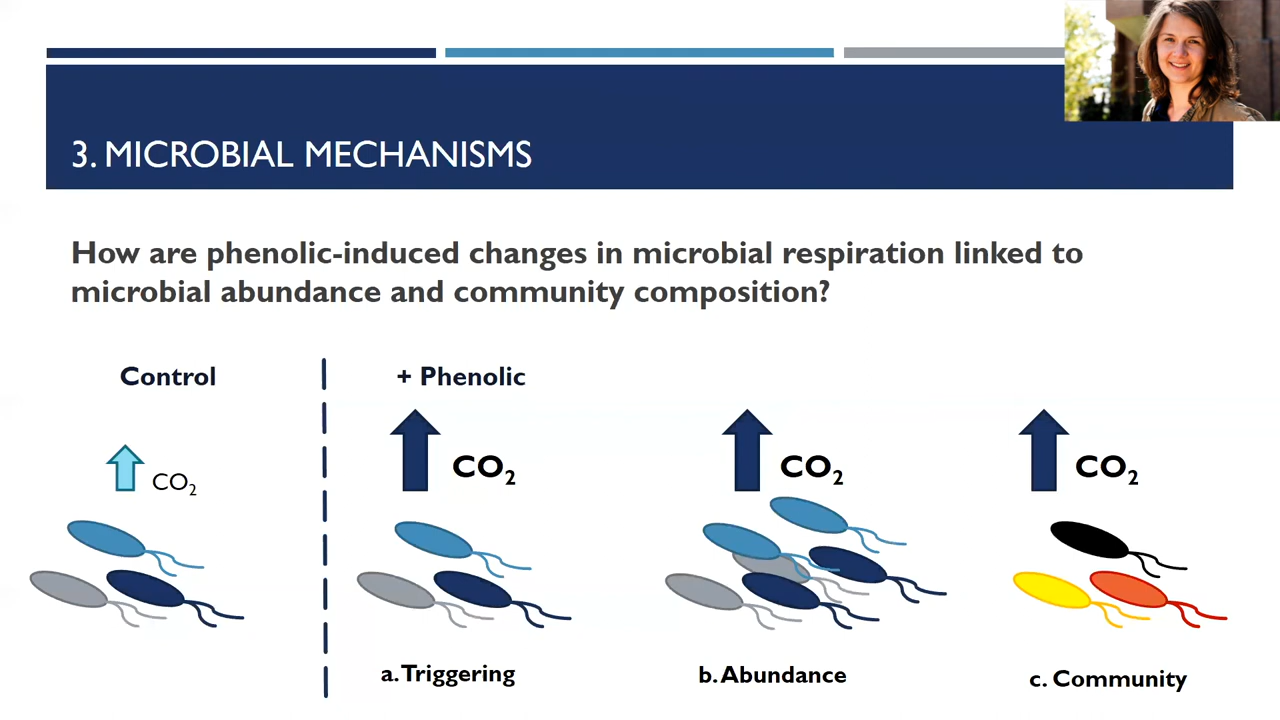 3. MICROBIAL MECHANISMS
How are phenolic-induced changes in microbial respiration linked to
microbial abundance and community composition?
Control
+ Phenolic
CO₂
CO₂
CO₂
CO₂
a. Triggering
b. Abundance
c. Community